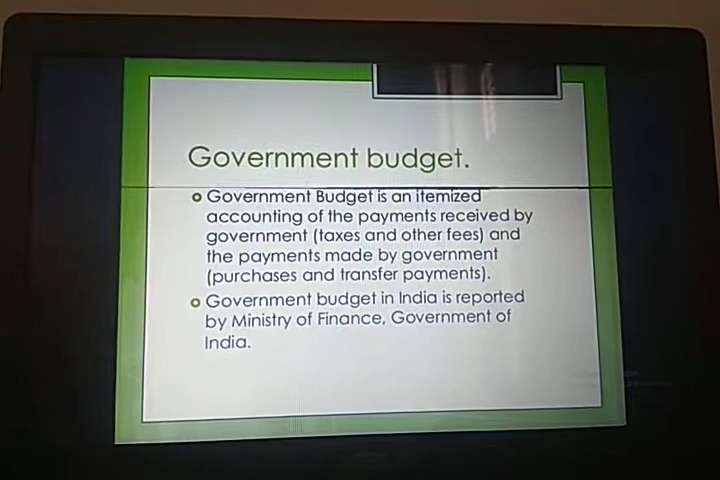 Government budget.
Government Budget is an itemized
accounting of the payments received by
government (taxes and other fees) and
the payments made by government
(purchases and transfer payments).
Government budget in India is reported
by Ministry of Finance, Government of
India.